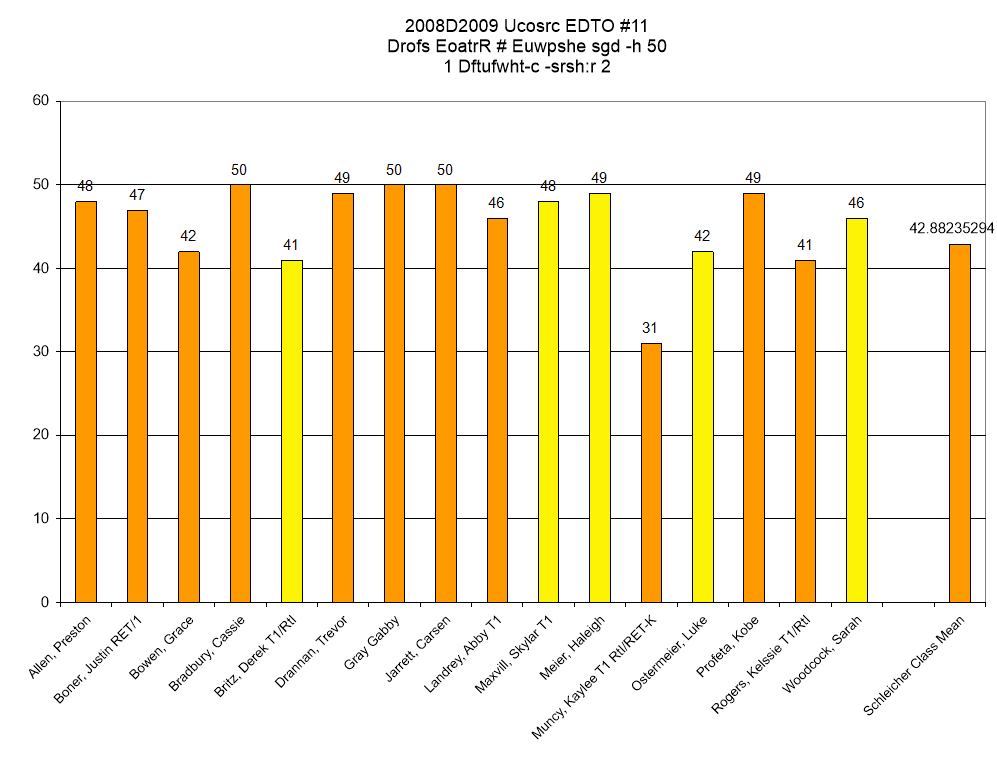 2008D2009 Ucosrc EDTO #11
Drofs EoatrR # Euwpshe sgd -h 50
1 Dftufwht-c -srsh:r 2
60
50
40
30
20
10
0
48
47
42
50
41
49
50
50
46
48
49
31
42
49
41
46
42.88235294
Allen, Preston
Boner, Justin RET/1
Bowen, Grace
Bradbury, Cassie
Britz, Derek T1/RtI
Drannan, Trevor
Gray Gabby
Jarrett, Carsen
Landrey, Abby T1
Maxvill, Skylar T1
Meier, Haleigh
Muncy, Kaylee T1 RtI/RET-K
Ostermeier, Luke
Profeta, Kobe
Rogers, Kelssie T1/RtI
Woodcock, Sarah
Schleicher Class Mean